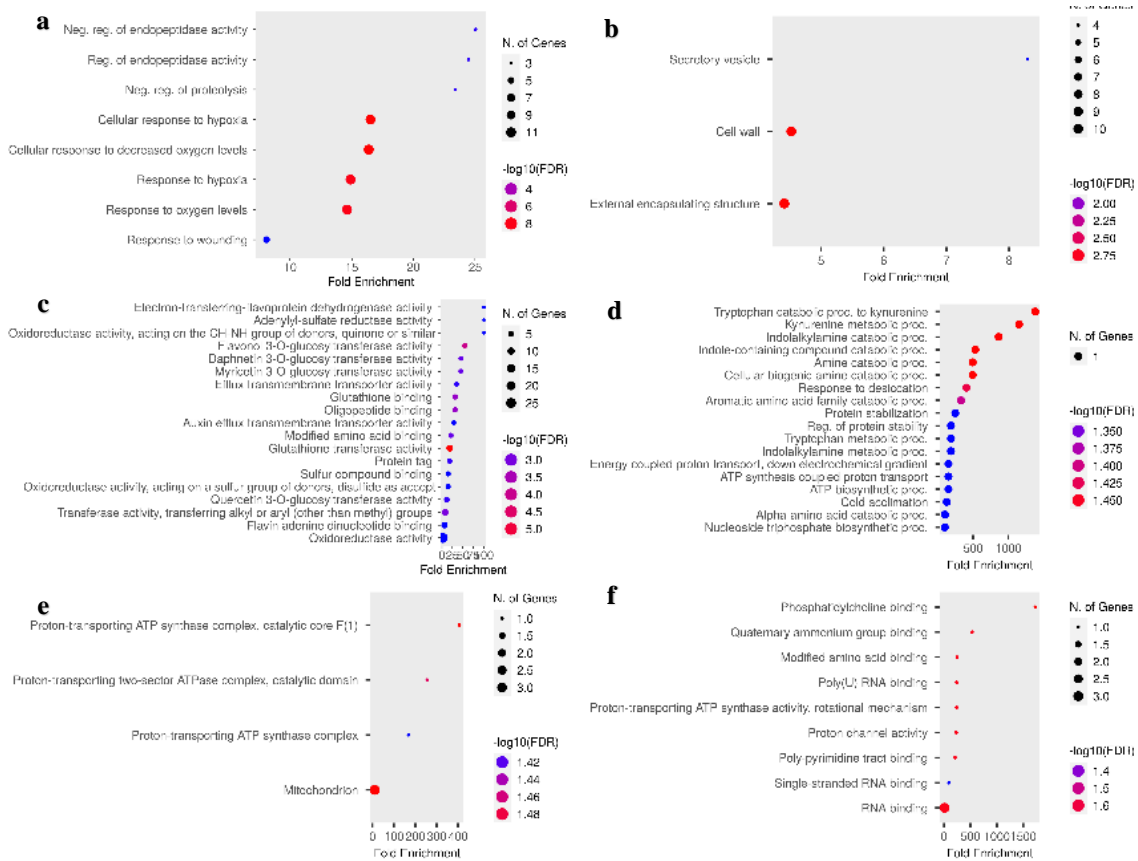 a
Neg. reg. of endopeptidase activity
Reg. of endopeptidase activity
Neg. reg. of proteolysis
Cellular response to hypoxia
Cellular response to decreased oxygen levels
Response to hypoxia
Response to oxygen levels
Response to wounding
10 15 20 25
Fold Enrichment
N. of Genes
3
5
7
9
11
-log10(FDR)
4
6
8
b
Secretory vesicle
Cell wall
External encapsulating structure
5 6 7 8
Fold Enrichment
4
5
6
7
8
9
10
-log10(FDR)
2.00
2.25
2.50
2.75
c
Electron-transferring-flavoprotein dehydrogenase activity
Adenylyl-sulfate reductase activity
Oxidoreductase activity, acting on the CH NH group of donors, quinone or similar
Flavonol 3-O-glucosyltransferase activity
Daphnetin 3-O-glucosyltransferase activity
Myricetin 3 O glucosyltransferase activity
Efflux transmembrane transporter activity
Glutathione binding
Oligopeptide binding
Auxin efflux transmembrane transporter activity
Modified amino acid binding
Glutathione transferase activity
Protein tag
Sulfur compound binding
Oxidoreductase activity, acting on a sulfur group of donors, disulfide as accept
Quercetin 3-O-glucosyltransferase activity
Transferase activity, transferring alkyl or aryl (other than methyl) groups
Flavin adenine dinucleotide binding
Oxidoreductase activity
Fold Enrichment
N. of Genes
5
10
15
20
25
-log10(FDR)
3.0
3.5
4.0
4.5
5.0
d
Tryptophan catabolic proc. to kynurenine
Kynurenine metabolic proc.
Indolalkylamine catabolic proc.
Indole-containing compound catabolic proc.
Amine catabolic proc.
Cellular biogenic amine catabolic proc.
Response to desiccation
Aromatic amino acid family catabolic proc.
Protein stabilization
Reg. of protein stability
Tryptophan metabolic proc.
Indolalkylamine metabolic proc.
Energy coupled proton transport, down electrochemical gradient
ATP synthesis coupled proton transport
ATP biosynthetic proc.
Cold acclimation
Alpha amino acid catabolic proc.
Nucleoside triphosphate biosynthetic proc.
500 1000
Fold Enrichment
N. of Genes
1
-log10(FDR)
1.350
1.375
1.400
1.425
1.450
e
Proton-transporting ATP synthase complex, catalytic core F(1)
Proton-transporting two-sector ATPase complex, catalytic domain
Proton-transporting ATP synthase complex
Mitochondrion
0 100 200 300 400
Fold Enrichment
N. of Genes
1.0
1.5
2.0
2.5
3.0
-log10(FDR)
1.42
1.44
1.46
1.48
f
Phosphatidylcholine binding
Quaternary ammonium group binding
Modified amino acid binding
Poly(U) RNA binding
Proton-transporting ATP synthase activity, rotational mechanism
Proton channel activity
Poly pyrimidine tract binding
Single-stranded RNA binding
RNA binding
0 500 1000 1500
Fold Enrichment
N. of Genes
1.0
1.5
2.0
2.5
3.0
-log10(FDR)
1.4
1.5
1.6